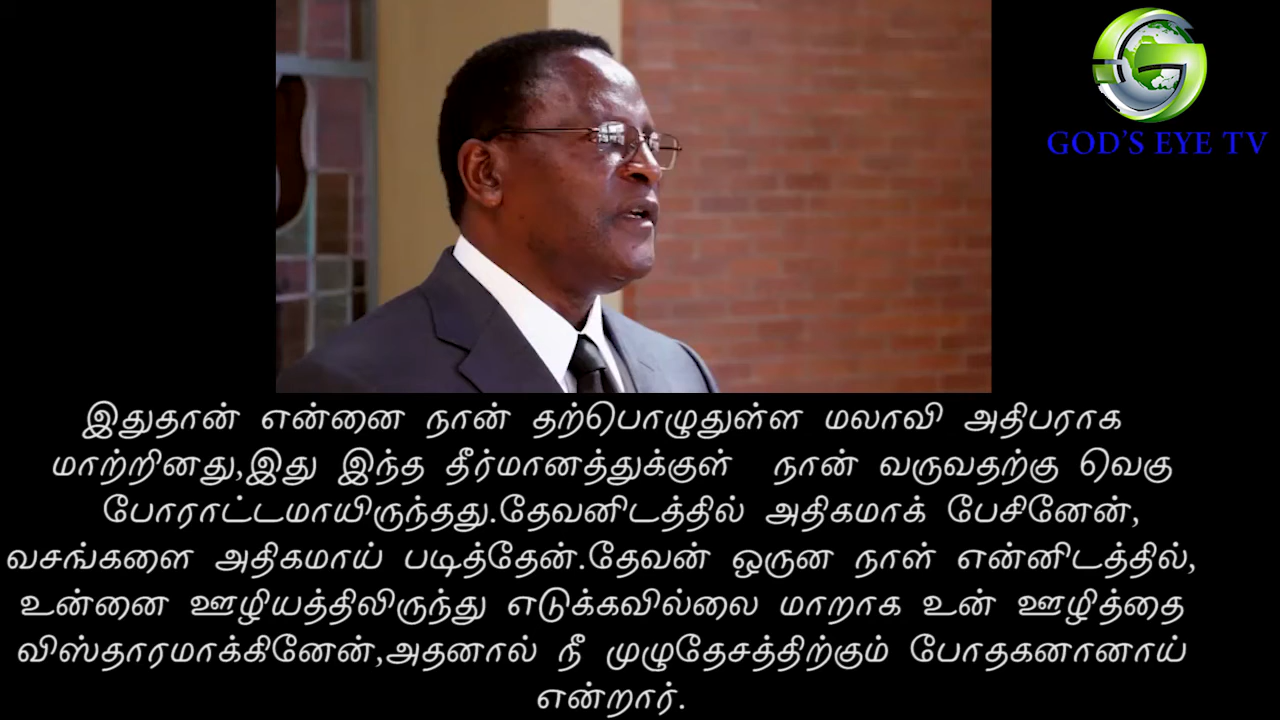 GOD'S EYE TV
இதுதான் என்னை நான் தற்பொழுதுள்ள மலாவி அதிபராக
மாற்றினது,இது இந்த தீர்மானத்துக்குள் நான் வருவதற்கு வெகு
போராட்டமாயிருந்தது.தேவனிடத்தில் அதிகமாக் பேசினேன்,
வசங்களை அதிகமாய் படித்தேன்.தேவன் ஒருன நாள் என்னிடத்தில்,
உன்னை ஊழியத்திலிருந்து எடுக்கவில்லை மாறாக உன் ஊழித்தை
விஸ்தாரமாக்கினேன்,அதனால் நீ முழுதேசத்திற்கும் போதகனானாய்
என்றார்.